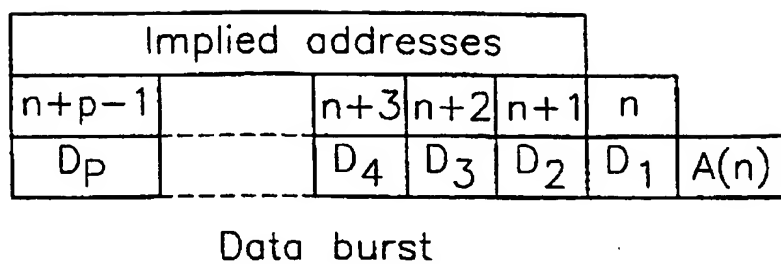 Implied addresses
n+p-1 n+3 n+2 n+1 n
Dp D4 D3 D2 D1 A(n)
Data burst